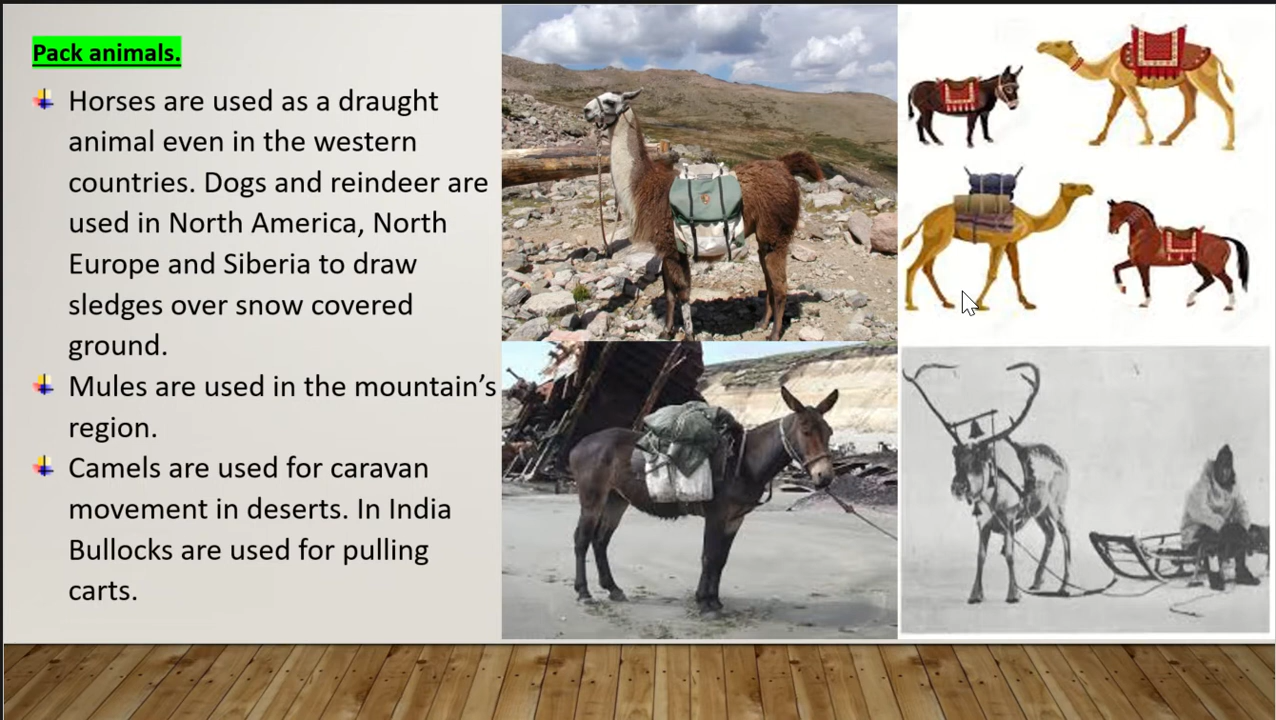 Pack animals.
Horses are used as a draught
animal even in the western
countries. Dogs and reindeer are
used in North America, North
Europe and Siberia to draw
sledges over snow covered
ground.
Mules are used in the mountain’s
region.
Camels are used for caravan
movement in deserts. In India
Bullocks are used for pulling
carts.